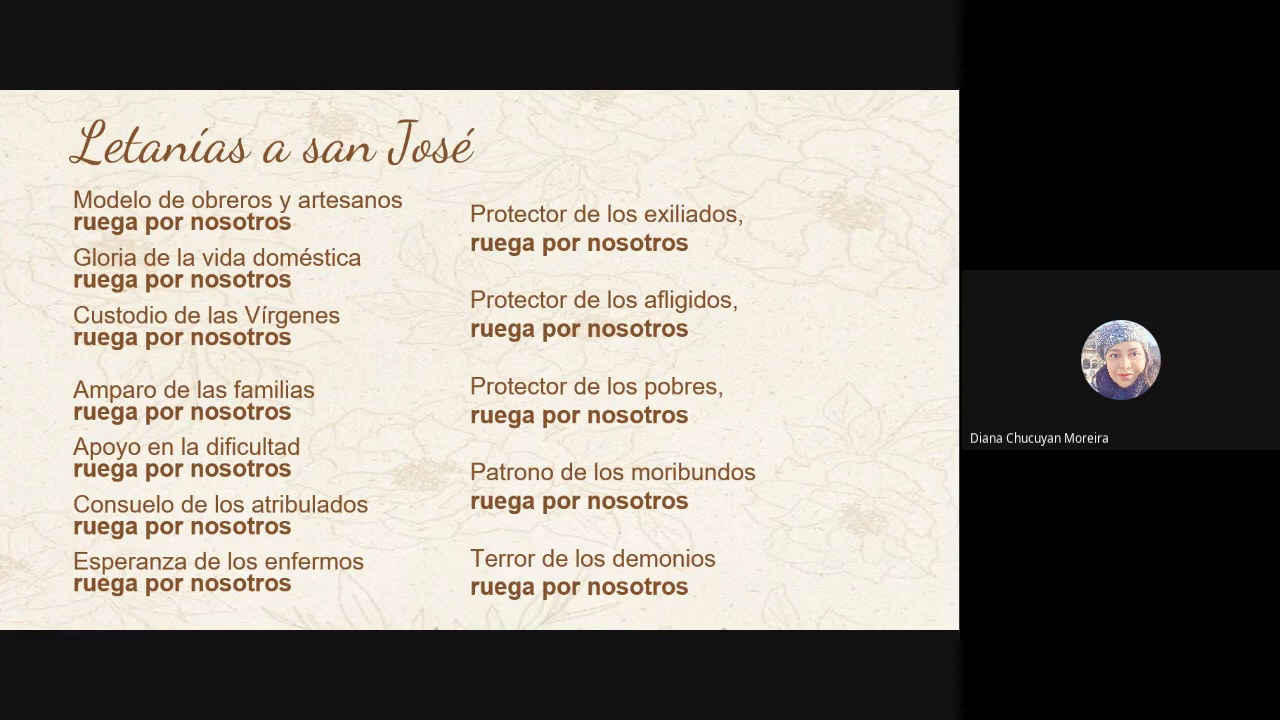 Letanías a san José
Modelo de obreros y artesanos
ruega por nosotros
Gloria de la vida doméstica
ruega por nosotros
Custodio de las Vírgenes
ruega por nosotros
Amparo de las familias
ruega por nosotros
Apoyo en la dificultad
ruega por nosotros
Consuelo de los atribulados
ruega por nosotros
Esperanza de los enfermos
ruega por nosotros
Protector de los exiliados,
ruega por nosotros
Protector de los afligidos,
ruega por nosotros
Protector de los pobres,
ruega por nosotros
Patrono de los moribundos
ruega por nosotros
Terror de los demonios
ruega por nosotros
Diana Chucuyan Moreira